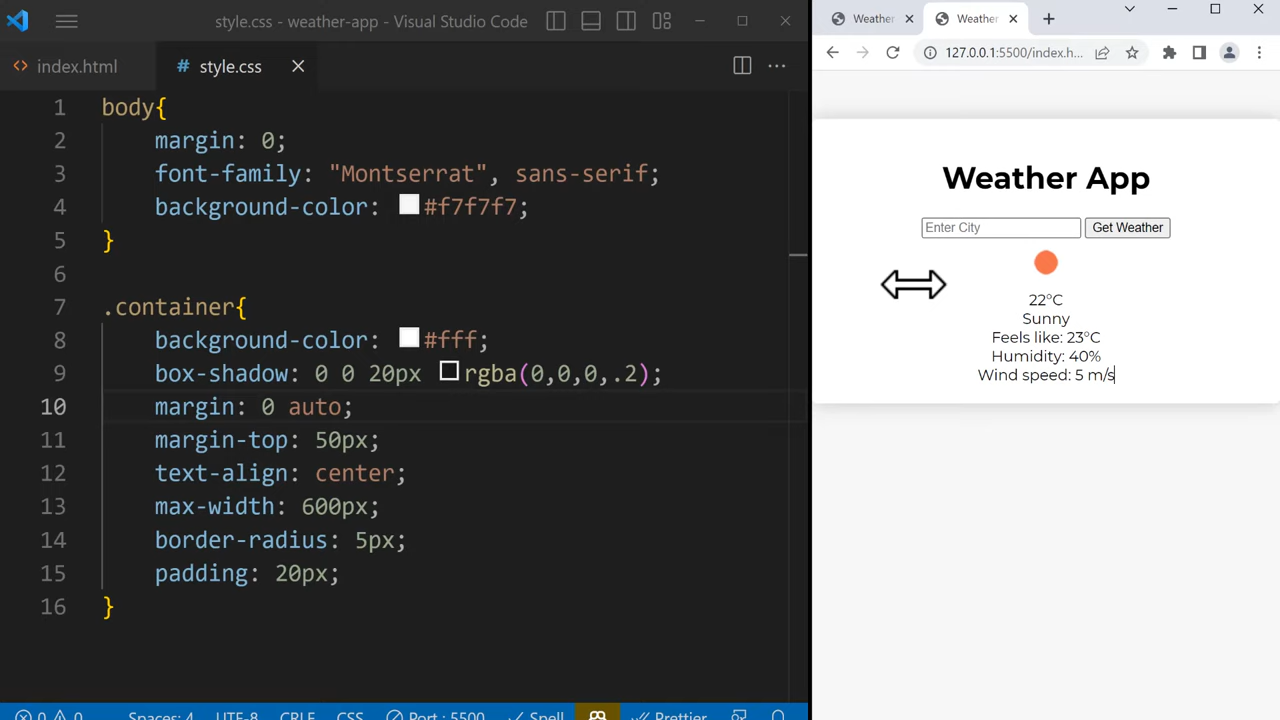 style.css - weather-app - Visual Studio Code
<> index.html
# style.css
1 body{
2 margin: 0;
3 font-family: "Montserrat", sans-serif;
4 background-color: #f7f7f7;
5 }
6
7 .container{
8 background-color: #fff;
9 box-shadow: 0 0 20px rgba(0,0,0,.2);
10 margin: 0 auto;
11 margin-top: 50px;
12 text-align: center;
13 max-width: 600px;
14 border-radius: 5px;
15 padding: 20px;
16 }
0 0 Spaces: 4 UTF-8 CRLF CSS Port : 5500 Spell Prettier
Weather
Weather
127.0.0.1:5500/index.h...
Weather App
Enter City Get Weather
22°C
Sunny
Feels like: 23°C
Humidity: 40%
Wind speed: 5 m/s